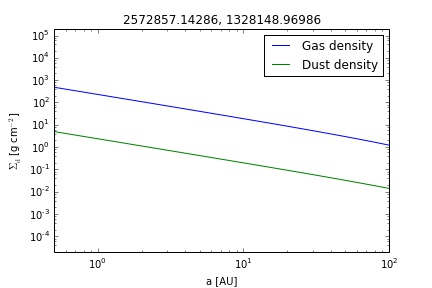 2572857.14286, 1328148.96986
Gas density
Dust density
10^5
10^4
10^3
10^2
10^1
10^0
10^-1
10^-2
10^-3
10^-4
Σ_d [g cm^-2]
10^0 10^1 10^2
a [AU]